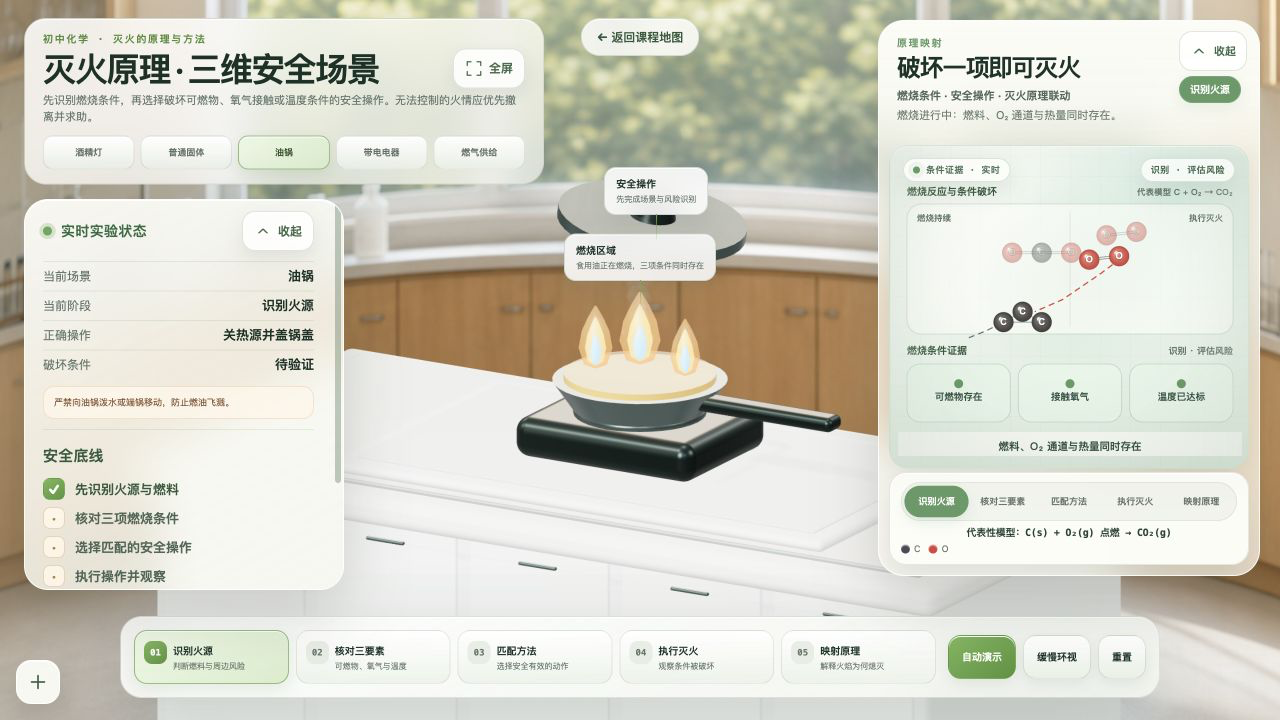 初中化学 · 灭火的原理与方法
灭火原理·三维安全场景
全屏
先识别燃烧条件，再选择破坏可燃物、氧气接触或温度条件的安全操作。无法控制的火情应优先撤
离并求助。
酒精灯
普通固体
油锅
带电电器
燃气供给
← 返回课程地图
实时实验状态
收起
当前场景 油锅
当前阶段 识别火源
正确操作 关热源并盖锅盖
破坏条件 待验证
严禁向油锅泼水或端锅移动，防止燃油飞溅。
安全底线
先识别火源与燃料
核对三项燃烧条件
选择匹配的安全操作
执行操作并观察
安全操作
先完成场景与风险识别
燃烧区域
食用油正在燃烧，三项条件同时存在
原理映射
破坏一项即可灭火
收起
识别火源
燃烧条件 · 安全操作 · 灭火原理联动
燃烧进行中：燃料、O₂ 通道与热量同时存在。
条件证据 · 实时
识别 · 评估风险
燃烧反应与条件破坏
代表模型 C + O₂ → CO₂
燃烧持续
执行灭火
O
O
C
C
C
燃烧条件证据
识别 · 评估风险
可燃物存在
接触氧气
温度已达标
燃料、O₂ 通道与热量同时存在
识别火源
核对三要素
匹配方法
执行灭火
映射原理
代表性模型：C(s) + O₂(g) 点燃 → CO₂(g)
C
O
01 识别火源
判断燃料与周边风险
02 核对三要素
可燃物、氧气与温度
03 匹配方法
选择安全有效的动作
04 执行灭火
观察条件被破坏
05 映射原理
解释火焰为何熄灭
自动演示
缓慢环视
重置
+